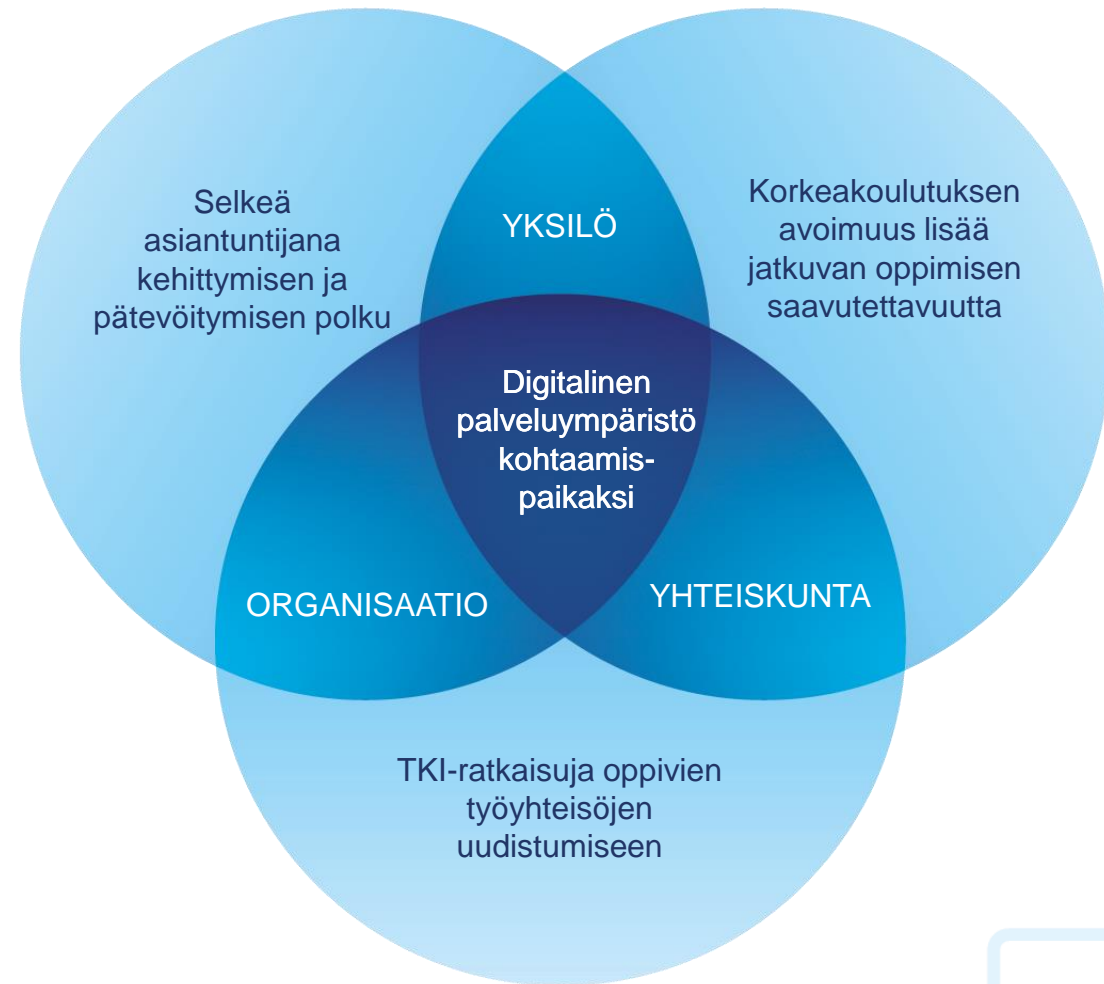 Selkeä
asiantuntijana
kehittymisen ja
pätevöitymisen polku
YKSILÖ
Korkeakoulutuksen
avoimuus lisää
jatkuvan oppimisen
saavutettavuutta
Digitalinen
palveluympäristö
kohtaamis-
paikaksi
ORGANISAATIO
YHTEISKUNTA
TKI-ratkaisuja oppivien
työyhteisöjen
uudistumiseen